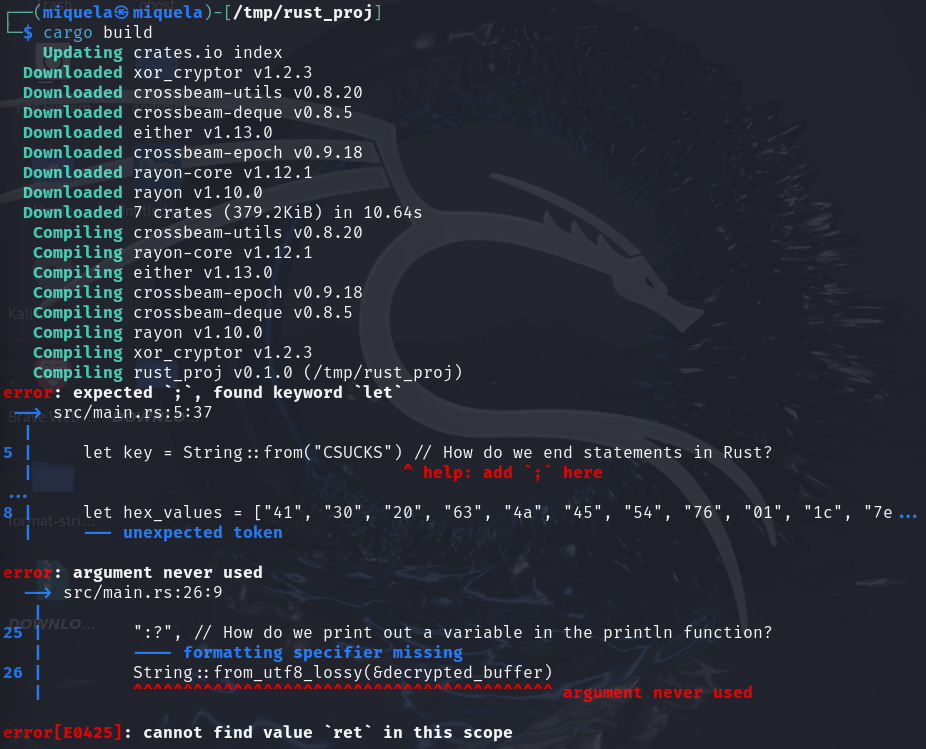 ┌──(miquela㉿miquela)-[/tmp/rust_proj]
└─$ cargo build
    Updating crates.io index
  Downloaded xor_cryptor v1.2.3
  Downloaded crossbeam-utils v0.8.20
  Downloaded crossbeam-deque v0.8.5
  Downloaded either v1.13.0
  Downloaded crossbeam-epoch v0.9.18
  Downloaded rayon-core v1.12.1
  Downloaded rayon v1.10.0
  Downloaded 7 crates (379.2KiB) in 10.64s
   Compiling crossbeam-utils v0.8.20
   Compiling rayon-core v1.12.1
   Compiling either v1.13.0
   Compiling crossbeam-epoch v0.9.18
   Compiling crossbeam-deque v0.8.5
   Compiling rayon v1.10.0
   Compiling xor_cryptor v1.2.3
   Compiling rust_proj v0.1.0 (/tmp/rust_proj)
error: expected `;`, found keyword `let`
 --> src/main.rs:5:37
  |
5 |     let key = String::from("CSUCKS") // How do we end statements in Rust?
  |                                     ^ help: add `;` here
...
8 |     let hex_values = ["41", "30", "20", "63", "4a", "45", "54", "76", "01", "1c", "7e...
  |     --- unexpected token

error: argument never used
  --> src/main.rs:26:9
   |
25 |         ":?", // How do we print out a variable in the println function?
   |         ---- formatting specifier missing
26 |         String::from_utf8_lossy(&decrypted_buffer)
   |         ^^^^^^^^^^^^^^^^^^^^^^^^^^^^^^^^^^^^^^^^^^ argument never used

error[E0425]: cannot find value `ret` in this scope